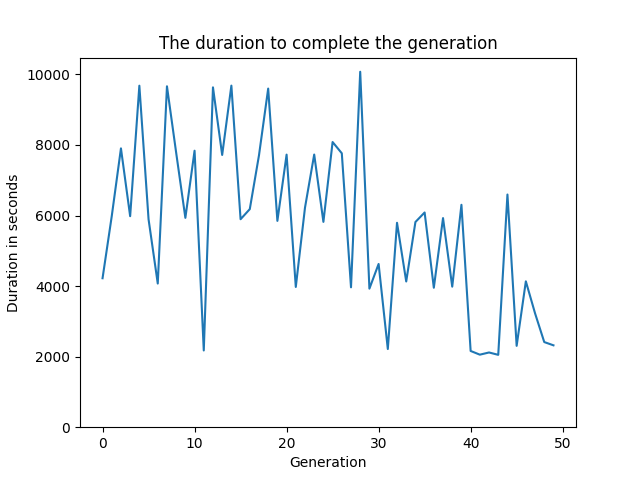 The duration to complete the generation
10000
8000
6000
4000
2000
0
Duration in seconds
0 10 20 30 40 50
Generation